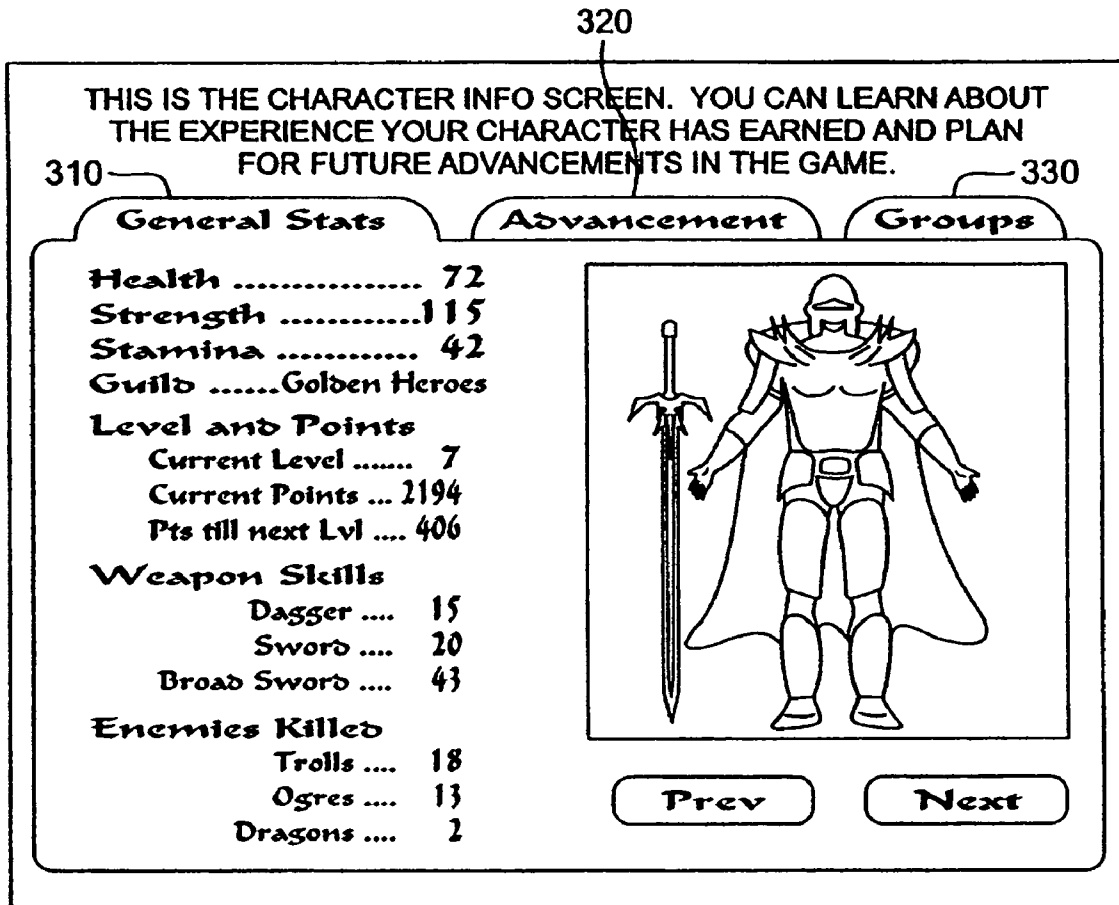 320
THIS IS THE CHARACTER INFO SCREEN. YOU CAN LEARN ABOUT
THE EXPERIENCE YOUR CHARACTER HAS EARNED AND PLAN
FOR FUTURE ADVANCEMENTS IN THE GAME.
310
330
General Stats
Advancement
Groups
Health ................ 72
Strength .............115
Stamina ............. 42
Guild ......Golden Heroes
Level and Points
Current Level ....... 7
Current Points ... 2194
Pts till next Lvl .... 406
Weapon Skills
Dagger .... 15
Sword .... 20
Broad Sword .... 43
Enemies Killed
Trolls .... 18
Ogres .... 13
Dragons .... 2
Prev
Next